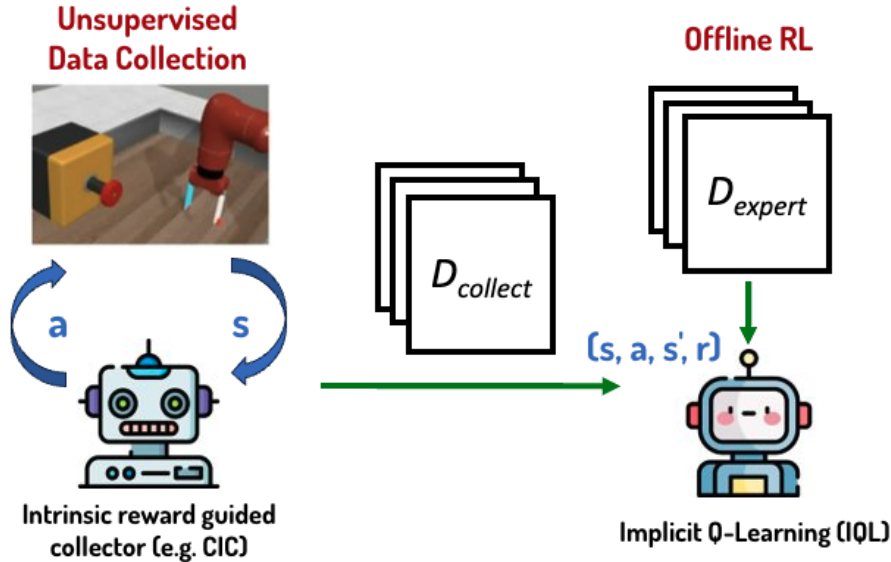 Unsupervised
Data Collection
a
s
Intrinsic reward guided
collector (e.g. CIC)
D_collect
Offline RL
D_expert
(s, a, s', r)
Implicit Q-Learning (IQL)